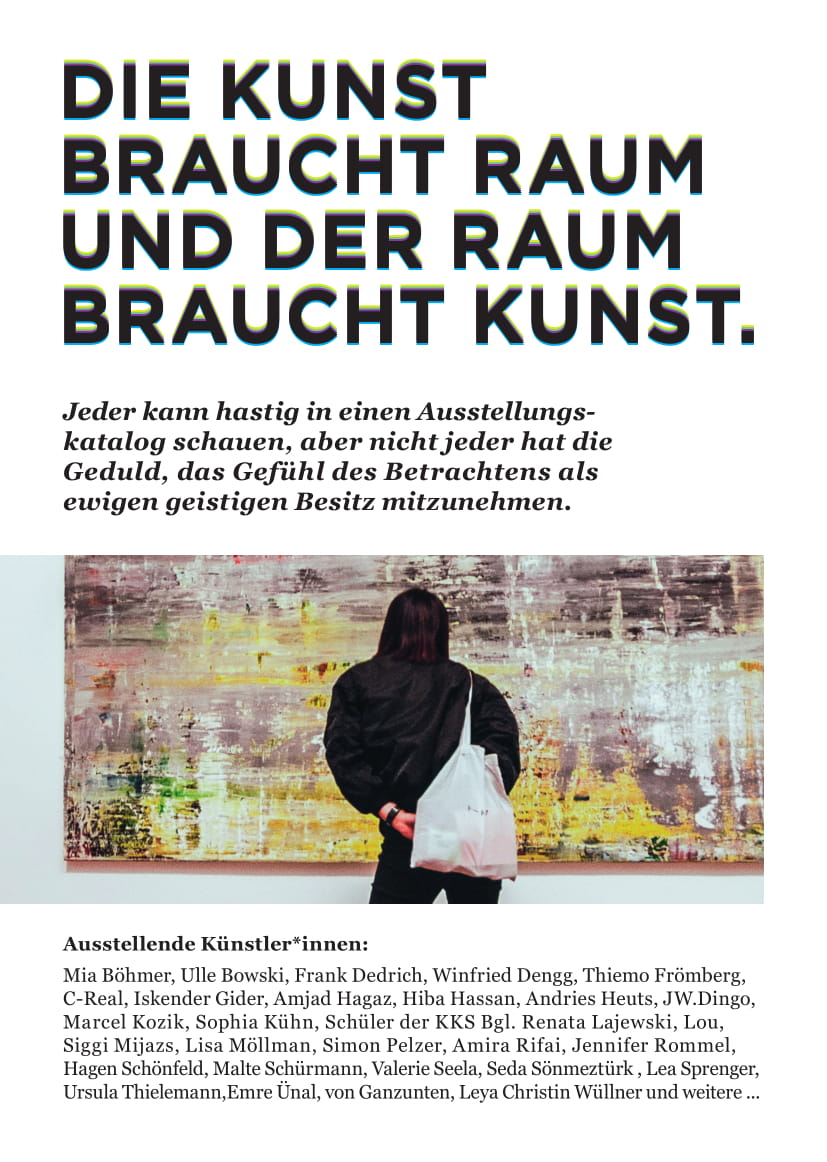 DIE KUNST
BRAUCHT RAUM
UND DER RAUM
BRAUCHT KUNST.
Jeder kann hastig in einen Ausstellungs-
katalog schauen, aber nicht jeder hat die
Geduld, das Gefühl des Betrachtens als
ewigen geistigen Besitz mitzunehmen.
Ausstellende Künstler*innen:
Mia Böhmer, Ulle Bowski, Frank Dedrich, Winfried Dengg, Thiemo Frömberg,
C-Real, Iskender Gider, Amjad Hagaz, Hiba Hassan, Andries Heuts, JW.Dingo,
Marcel Kozik, Sophia Kühn, Schüler der KKS Bgl. Renata Lajewski, Lou,
Siggi Mijazs, Lisa Möllman, Simon Pelzer, Amira Rifai, Jennifer Rommel,
Hagen Schönfeld, Malte Schürmann, Valerie Seela, Seda Sönmeztürk , Lea Sprenger,
Ursula Thielemann,Emre Ünal, von Ganzunten, Leya Christin Wüllner und weitere ...